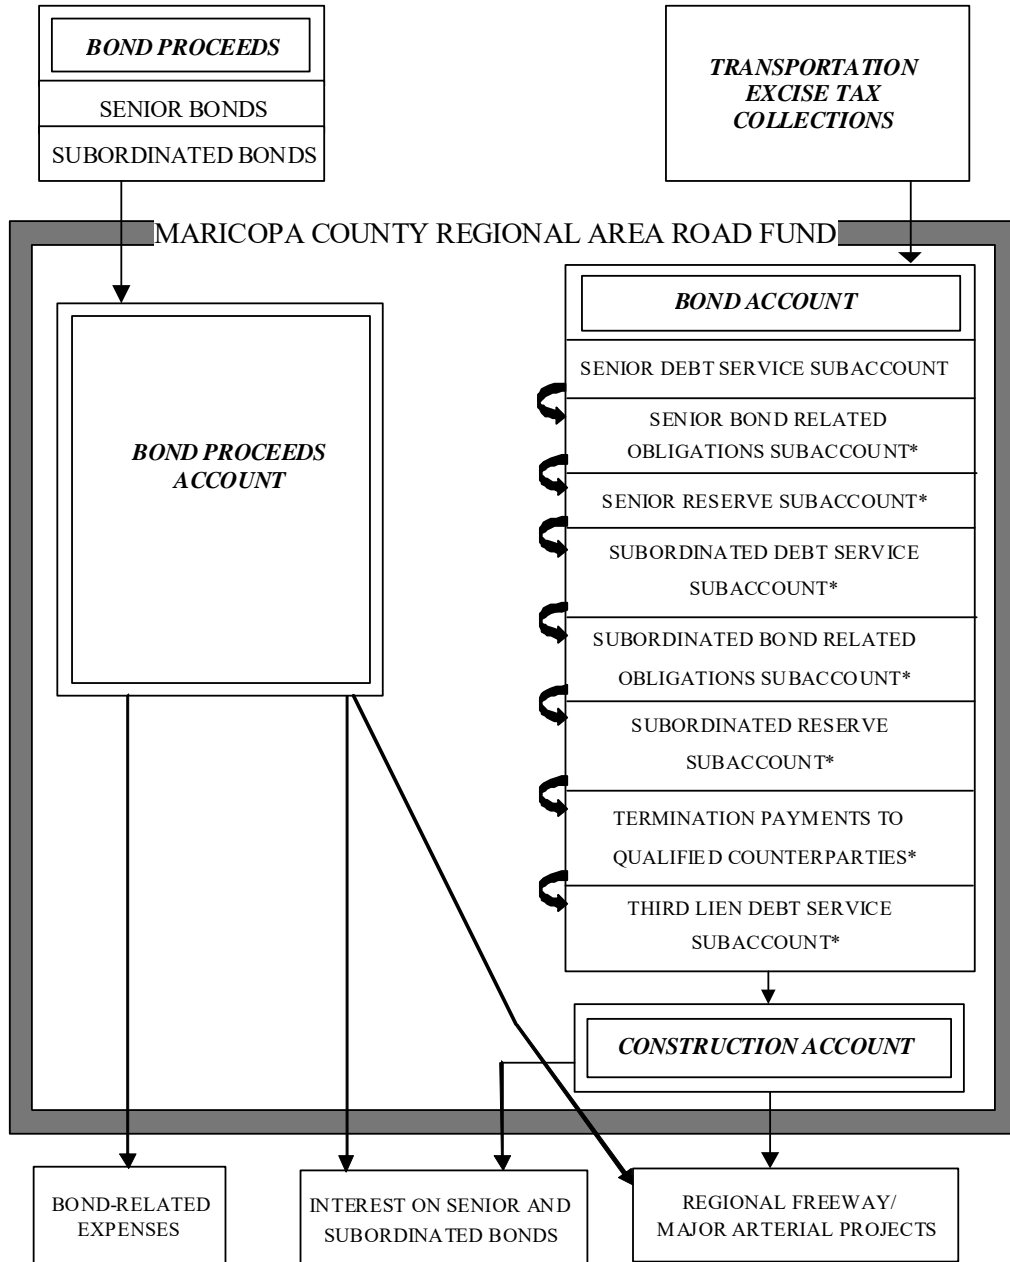 BOND PROCEEDS
SENIOR BONDS
SUBORDINATED BONDS
TRANSPORTATION
EXCISE TAX
COLLECTIONS
MARICOPA COUNTY REGIONAL AREA ROAD FUND
BOND PROCEEDS
ACCOUNT
BOND ACCOUNT
SENIOR DEBT SERVICE SUBACCOUNT
SENIOR BOND RELATED
OBLIGATIONS SUBACCOUNT*
SENIOR RESERVE SUBACCOUNT*
SUBORDINATED DEBT SERVICE
SUBACCOUNT*
SUBORDINATED BOND RELATED
OBLIGATIONS SUBACCOUNT*
SUBORDINATED RESERVE
SUBACCOUNT*
TERMINATION PAYMENTS TO
QUALIFIED COUNTERPARTIES*
THIRD LIEN DEBT SERVICE
SUBACCOUNT*
CONSTRUCTION ACCOUNT
BOND-RELATED
EXPENSES
INTEREST ON SENIOR AND
SUBORDINATED BONDS
REGIONAL FREEWAY/
MAJOR ARTERIAL PROJECTS